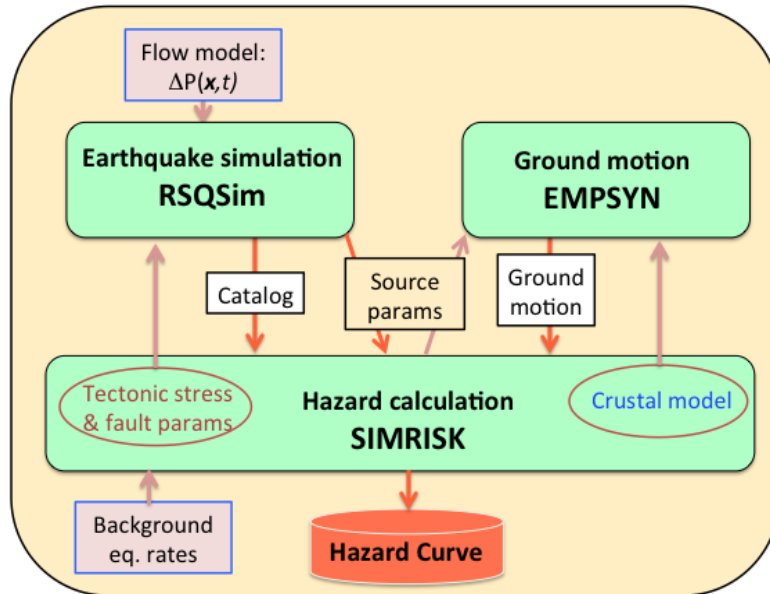 Flow model:
ΔP(x,t)
Earthquake simulation
RSQSim
Ground motion
EMPSYN
Catalog
Source
params
Ground
motion
Tectonic stress
& fault params
Hazard calculation
SIMRISK
Crustal model
Background
eq. rates
Hazard Curve